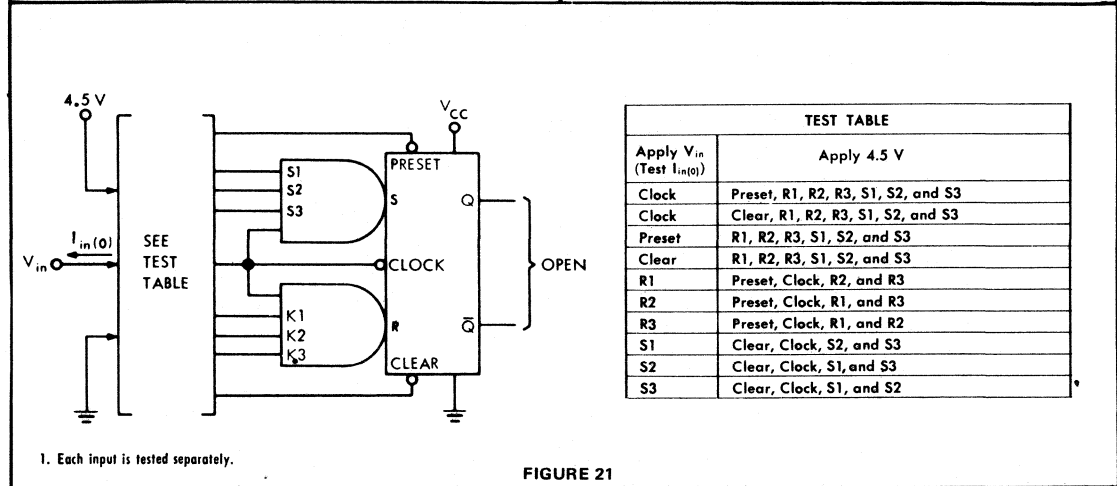 4.5 V
V_CC
PRESET
S1
S2
S3
S
Q
I_in(0)
V_in
SEE
TEST
TABLE
CLOCK
OPEN
K1
K2
K3
R
Q̅
CLEAR
TEST TABLE
Apply V_in
(Test I_in(0))
Apply 4.5 V
Clock Preset, R1, R2, R3, S1, S2, and S3
Clock Clear, R1, R2, R3, S1, S2, and S3
Preset R1, R2, R3, S1, S2, and S3
Clear R1, R2, R3, S1, S2, and S3
R1 Preset, Clock, R2, and R3
R2 Preset, Clock, R1, and R3
R3 Preset, Clock, R1, and R2
S1 Clear, Clock, S2, and S3
S2 Clear, Clock, S1, and S3
S3 Clear, Clock, S1, and S2
1. Each input is tested separately.
FIGURE 21